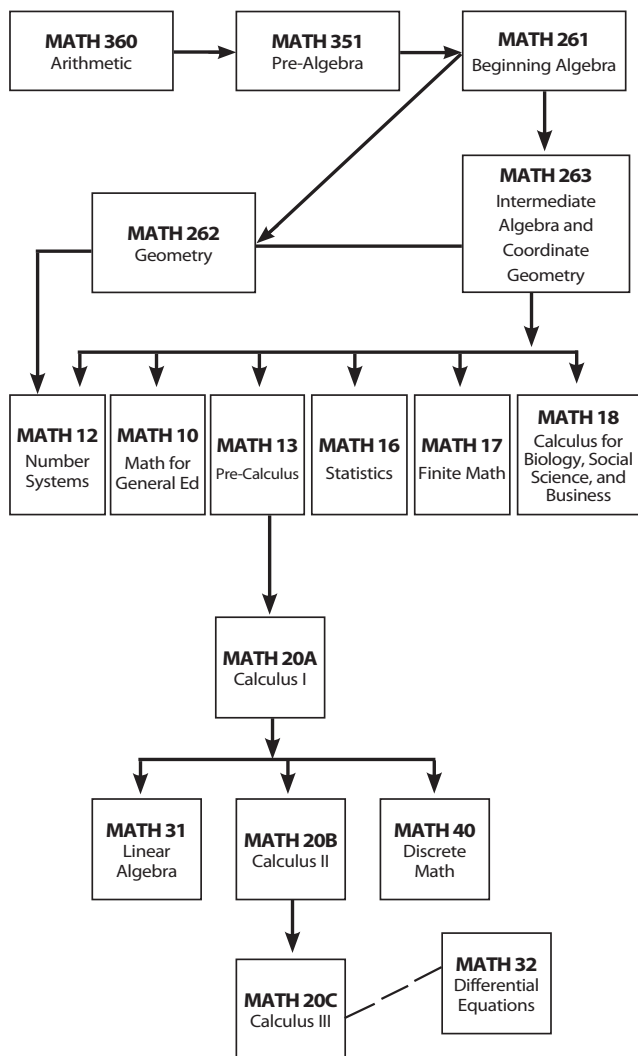 MATH 360
Arithmetic
MATH 351
Pre-Algebra
MATH 261
Beginning Algebra
MATH 263
Intermediate
Algebra and
Coordinate
Geometry
MATH 262
Geometry
MATH 12
Number
Systems
MATH 10
Math for
General Ed
MATH 13
Pre-Calculus
MATH 16
Statistics
MATH 17
Finite Math
MATH 18
Calculus for
Biology, Social
Science, and
Business
MATH 20A
Calculus I
MATH 31
Linear
Algebra
MATH 20B
Calculus II
MATH 40
Discrete
Math
MATH 20C
Calculus III
MATH 32
Differential
Equations